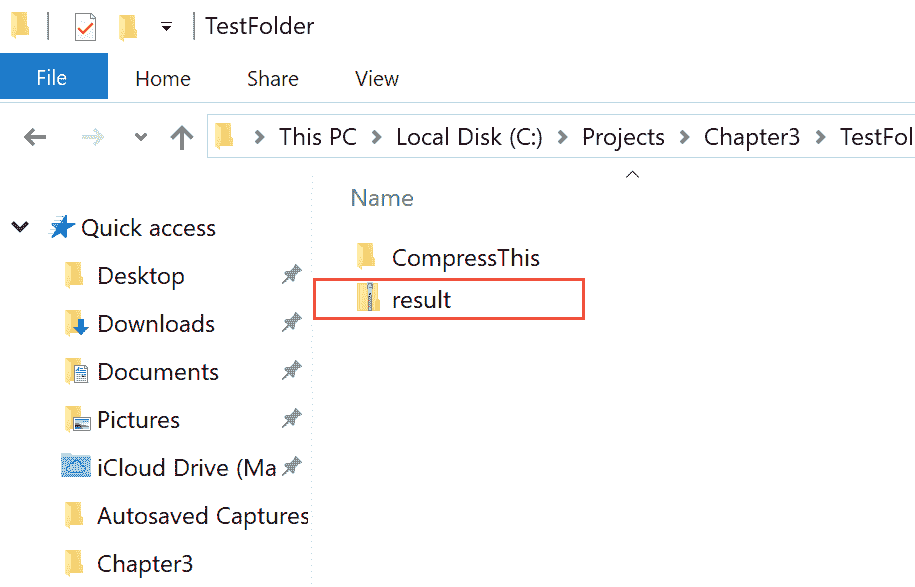 TestFolder
File Home Share View
This PC Local Disk (C:) Projects Chapter3 TestFol
Name
Quick access
Desktop
Downloads
Documents
Pictures
iCloud Drive (Ma
Autosaved Captures
Chapter3
CompressThis
result